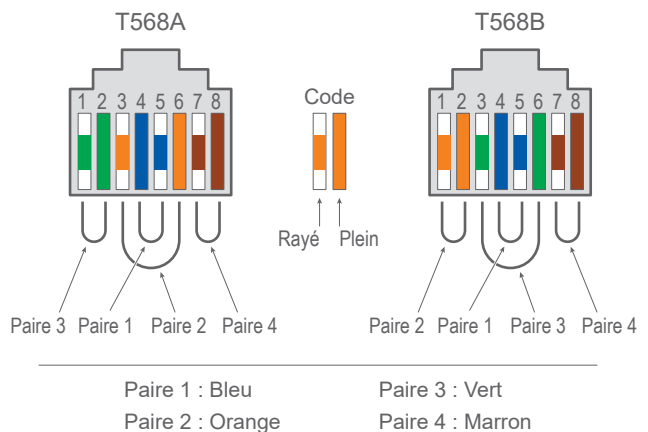 T568A
T568B
1 2 3 4 5 6 7 8
Code
1 2 3 4 5 6 7 8
Rayé Plein
Paire 3 Paire 1 Paire 2 Paire 4
Paire 2 Paire 1 Paire 3 Paire 4
Paire 1 : Bleu
Paire 3 : Vert
Paire 2 : Orange
Paire 4 : Marron